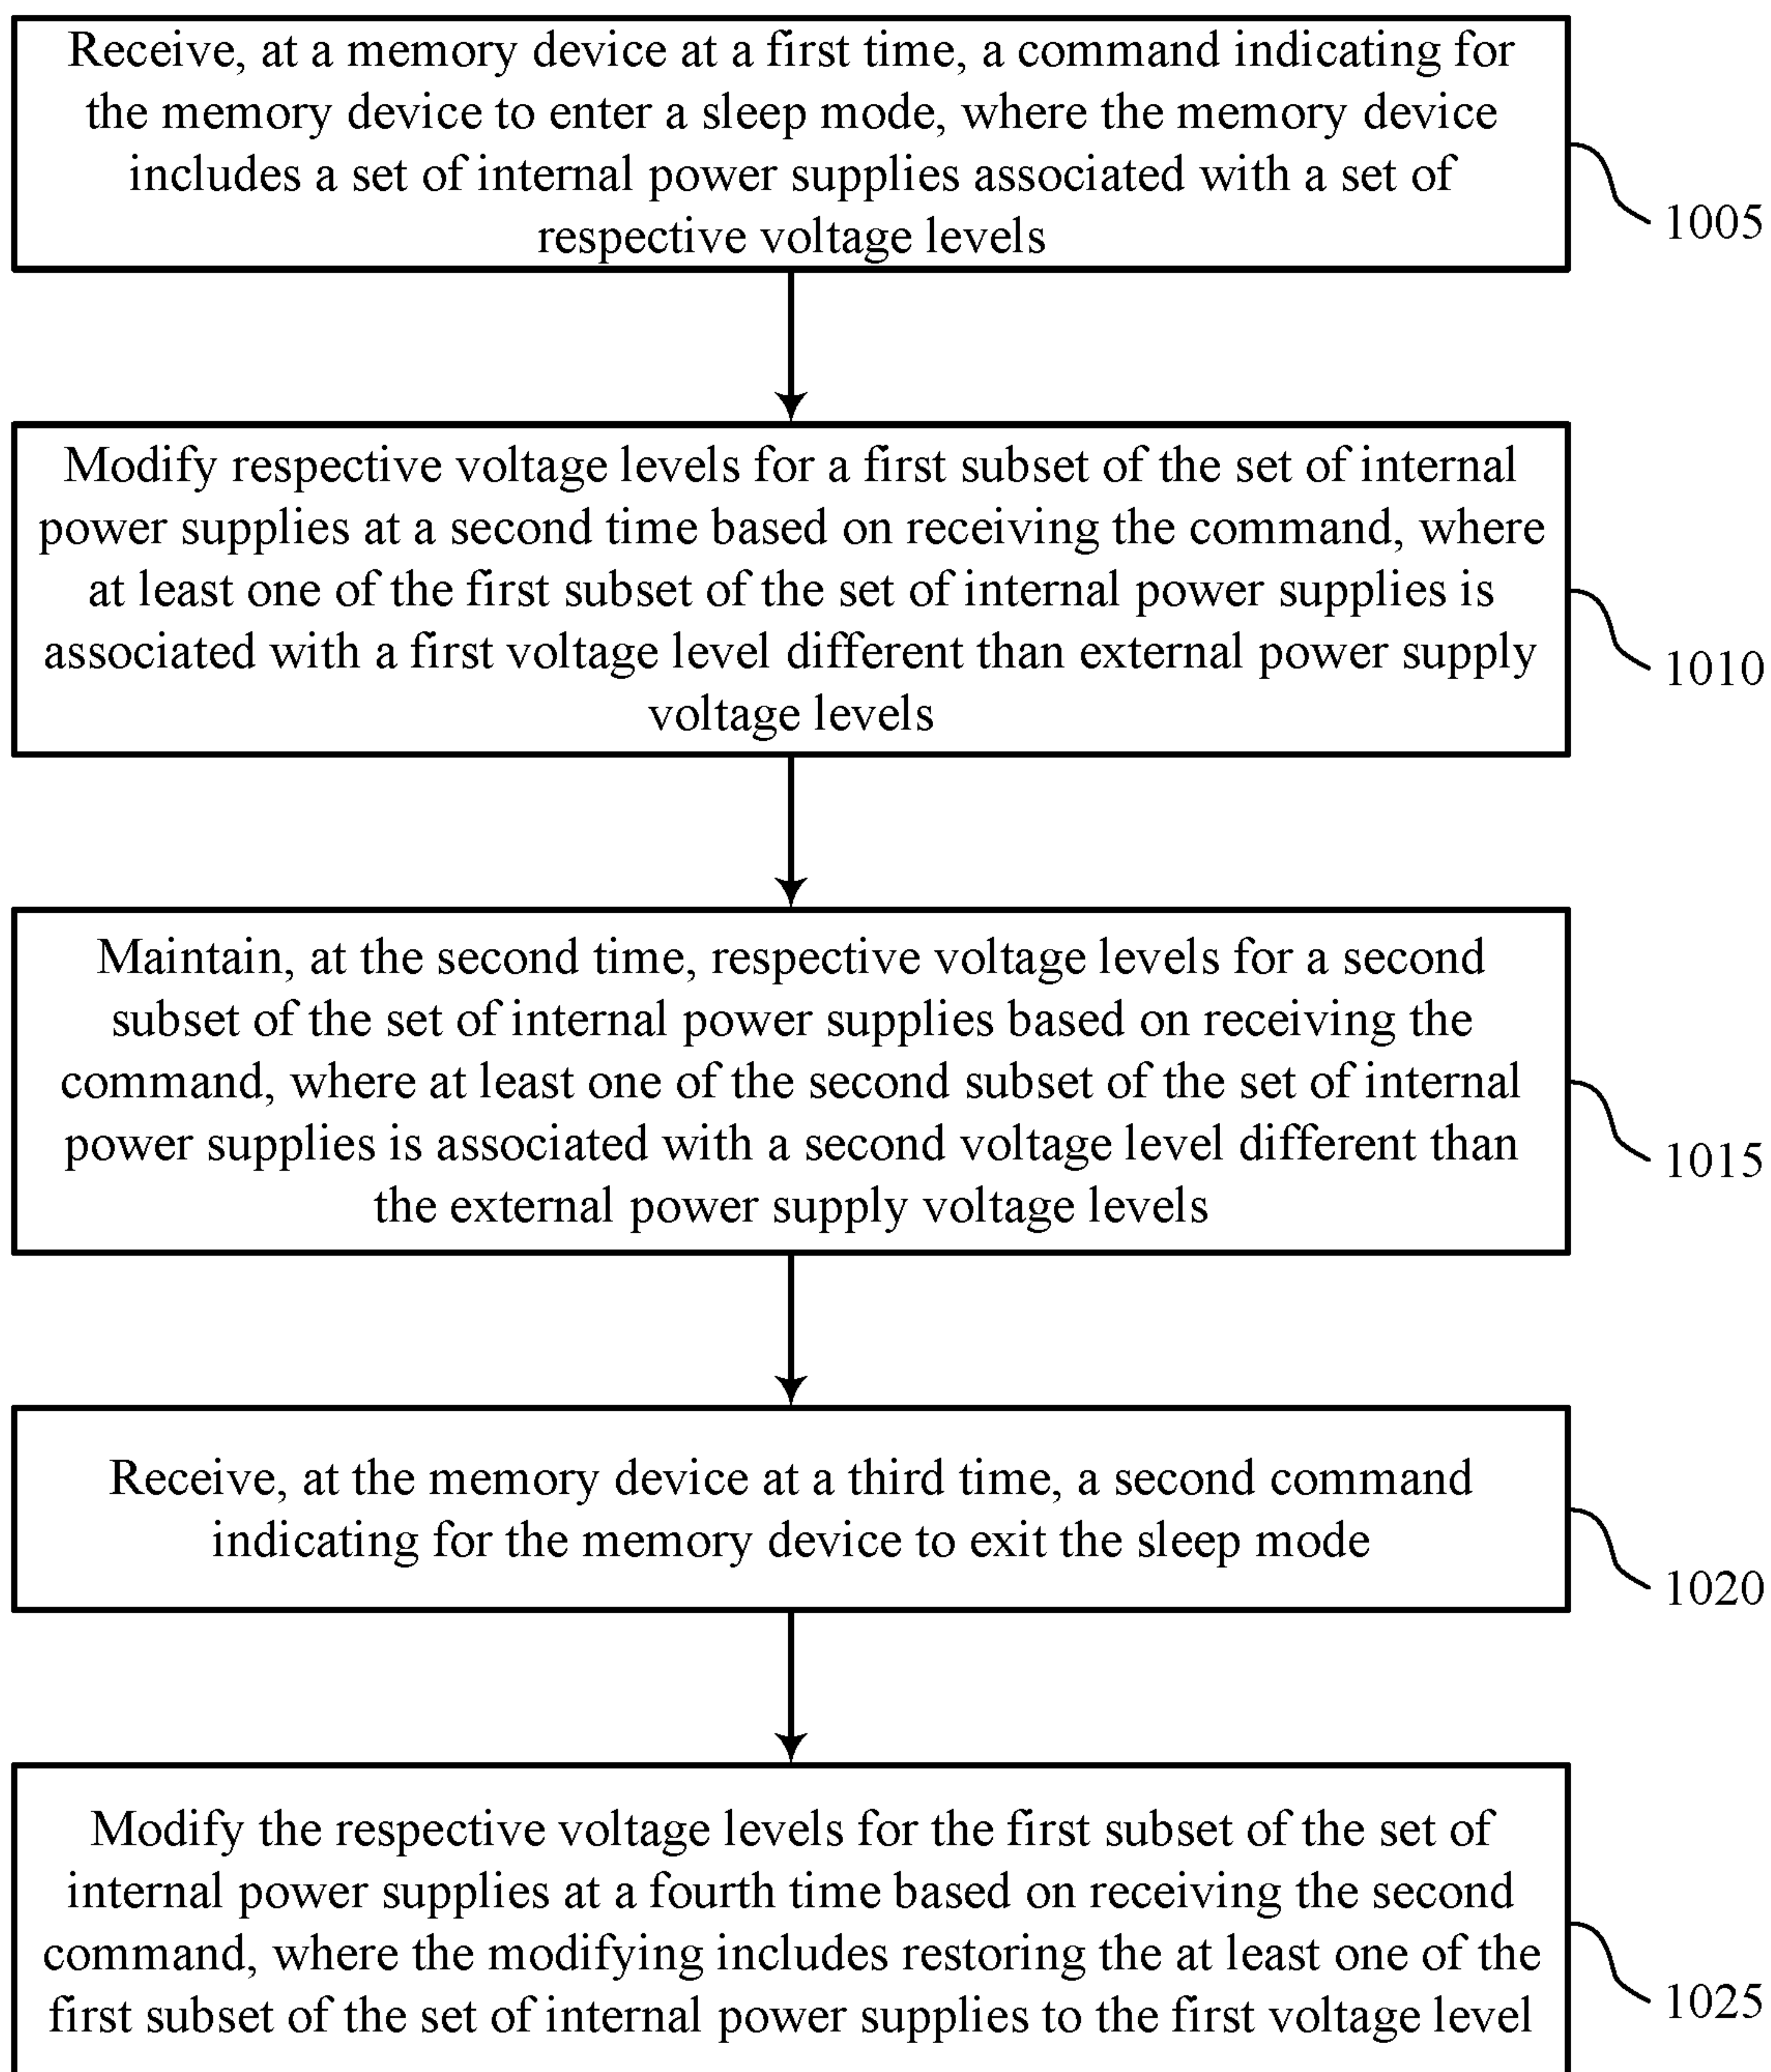 Receive, at a memory device at a first time, a command indicating for
the memory device to enter a sleep mode, where the memory device
includes a set of internal power supplies associated with a set of
respective voltage levels
1005
Modify respective voltage levels for a first subset of the set of internal
power supplies at a second time based on receiving the command, where
at least one of the first subset of the set of internal power supplies is
associated with a first voltage level different than external power supply
voltage levels
1010
Maintain, at the second time, respective voltage levels for a second
subset of the set of internal power supplies based on receiving the
command, where at least one of the second subset of the set of internal
power supplies is associated with a second voltage level different than
the external power supply voltage levels
1015
Receive, at the memory device at a third time, a second command
indicating for the memory device to exit the sleep mode
1020
Modify the respective voltage levels for the first subset of the set of
internal power supplies at a fourth time based on receiving the second
command, where the modifying includes restoring the at least one of the
first subset of the set of internal power supplies to the first voltage level
1025